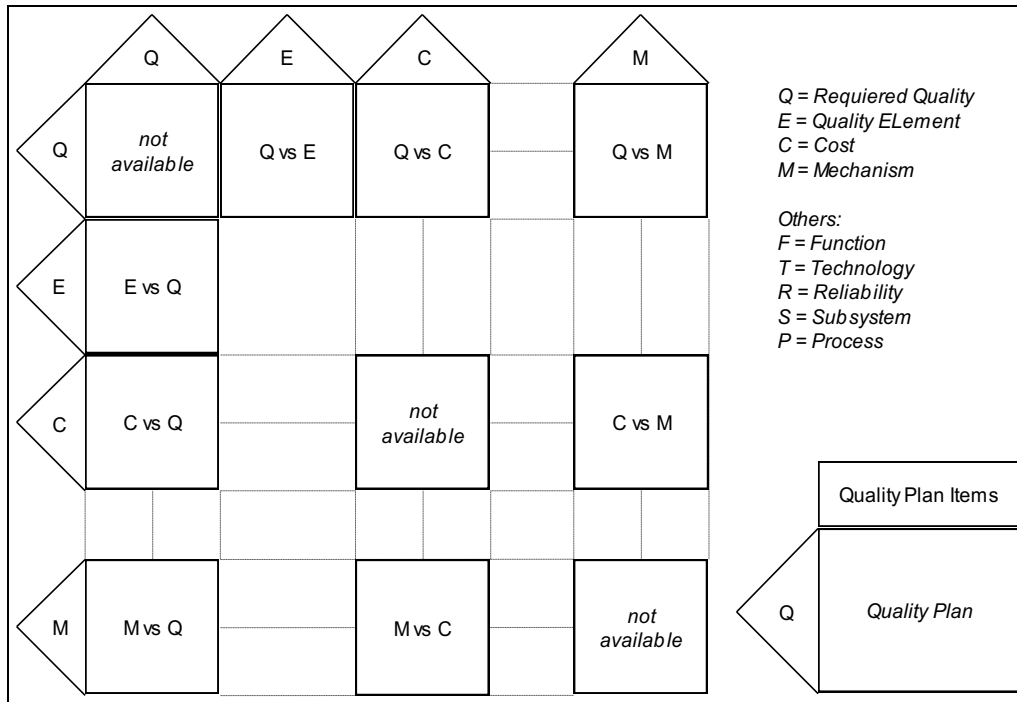 Q
E
C
M
Q
not
available
Q vs E
Q vs C
Q vs M
Q = Requiered Quality
E = Quality ELement
C = Cost
M = Mechanism
Others:
F = Function
T = Technology
R = Reliability
S = Subsystem
P = Process
E
E vs Q
C
C vs Q
not
available
C vs M
M
M vs Q
M vs C
not
available
Quality Plan Items
Q
Quality Plan